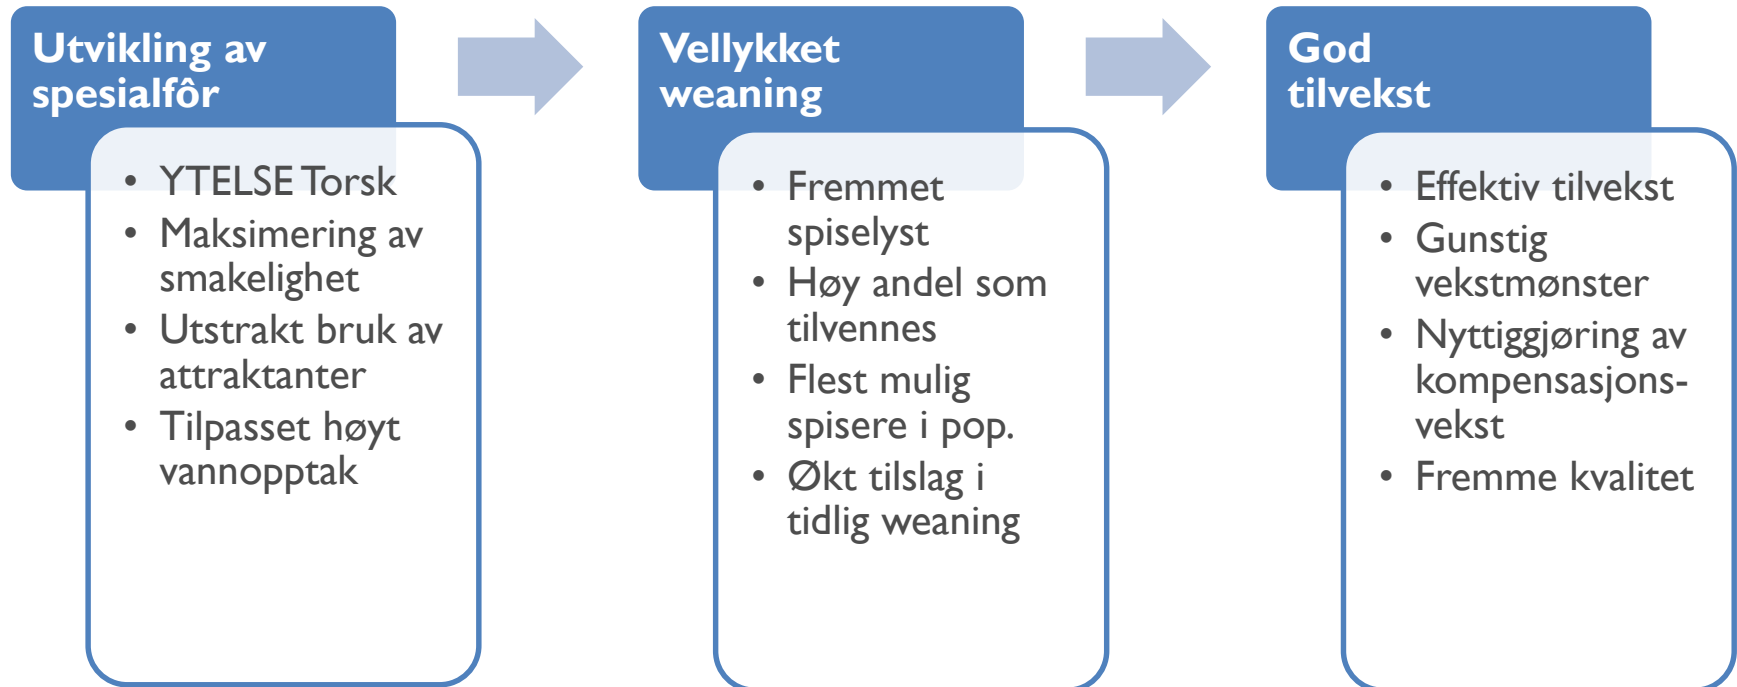 Utvikling av
spesialfôr
• YTELSE Torsk
• Maksimering av
smakelighet
• Utstrakt bruk av
attraktanter
• Tilpasset høyt
vannopptak
Vellykket
weaning
• Fremmet
spiselyst
• Høy andel som
tilvennes
• Flest mulig
spisere i pop.
• Økt tilslag i
tidlig weaning
God
tilvekst
• Effektiv tilvekst
• Gunstig
vekstmønster
• Nyttiggjøring av
kompensasjons-
vekst
• Fremme kvalitet